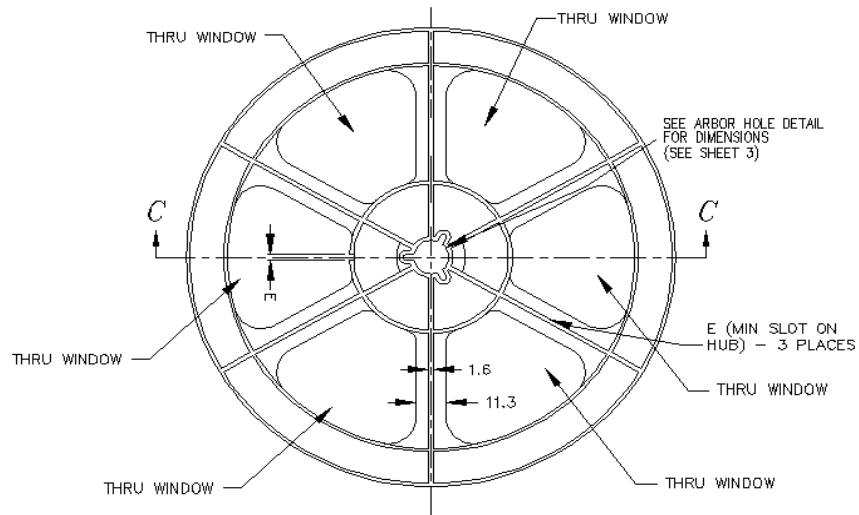 THRU WINDOW
THRU WINDOW
SEE ARBOR HOLE DETAIL
FOR DIMENSIONS
(SEE SHEET 3)
C
C
E
E (MIN SLOT ON
HUB) - 3 PLACES
THRU WINDOW
1.6
THRU WINDOW
11.3
THRU WINDOW
THRU WINDOW